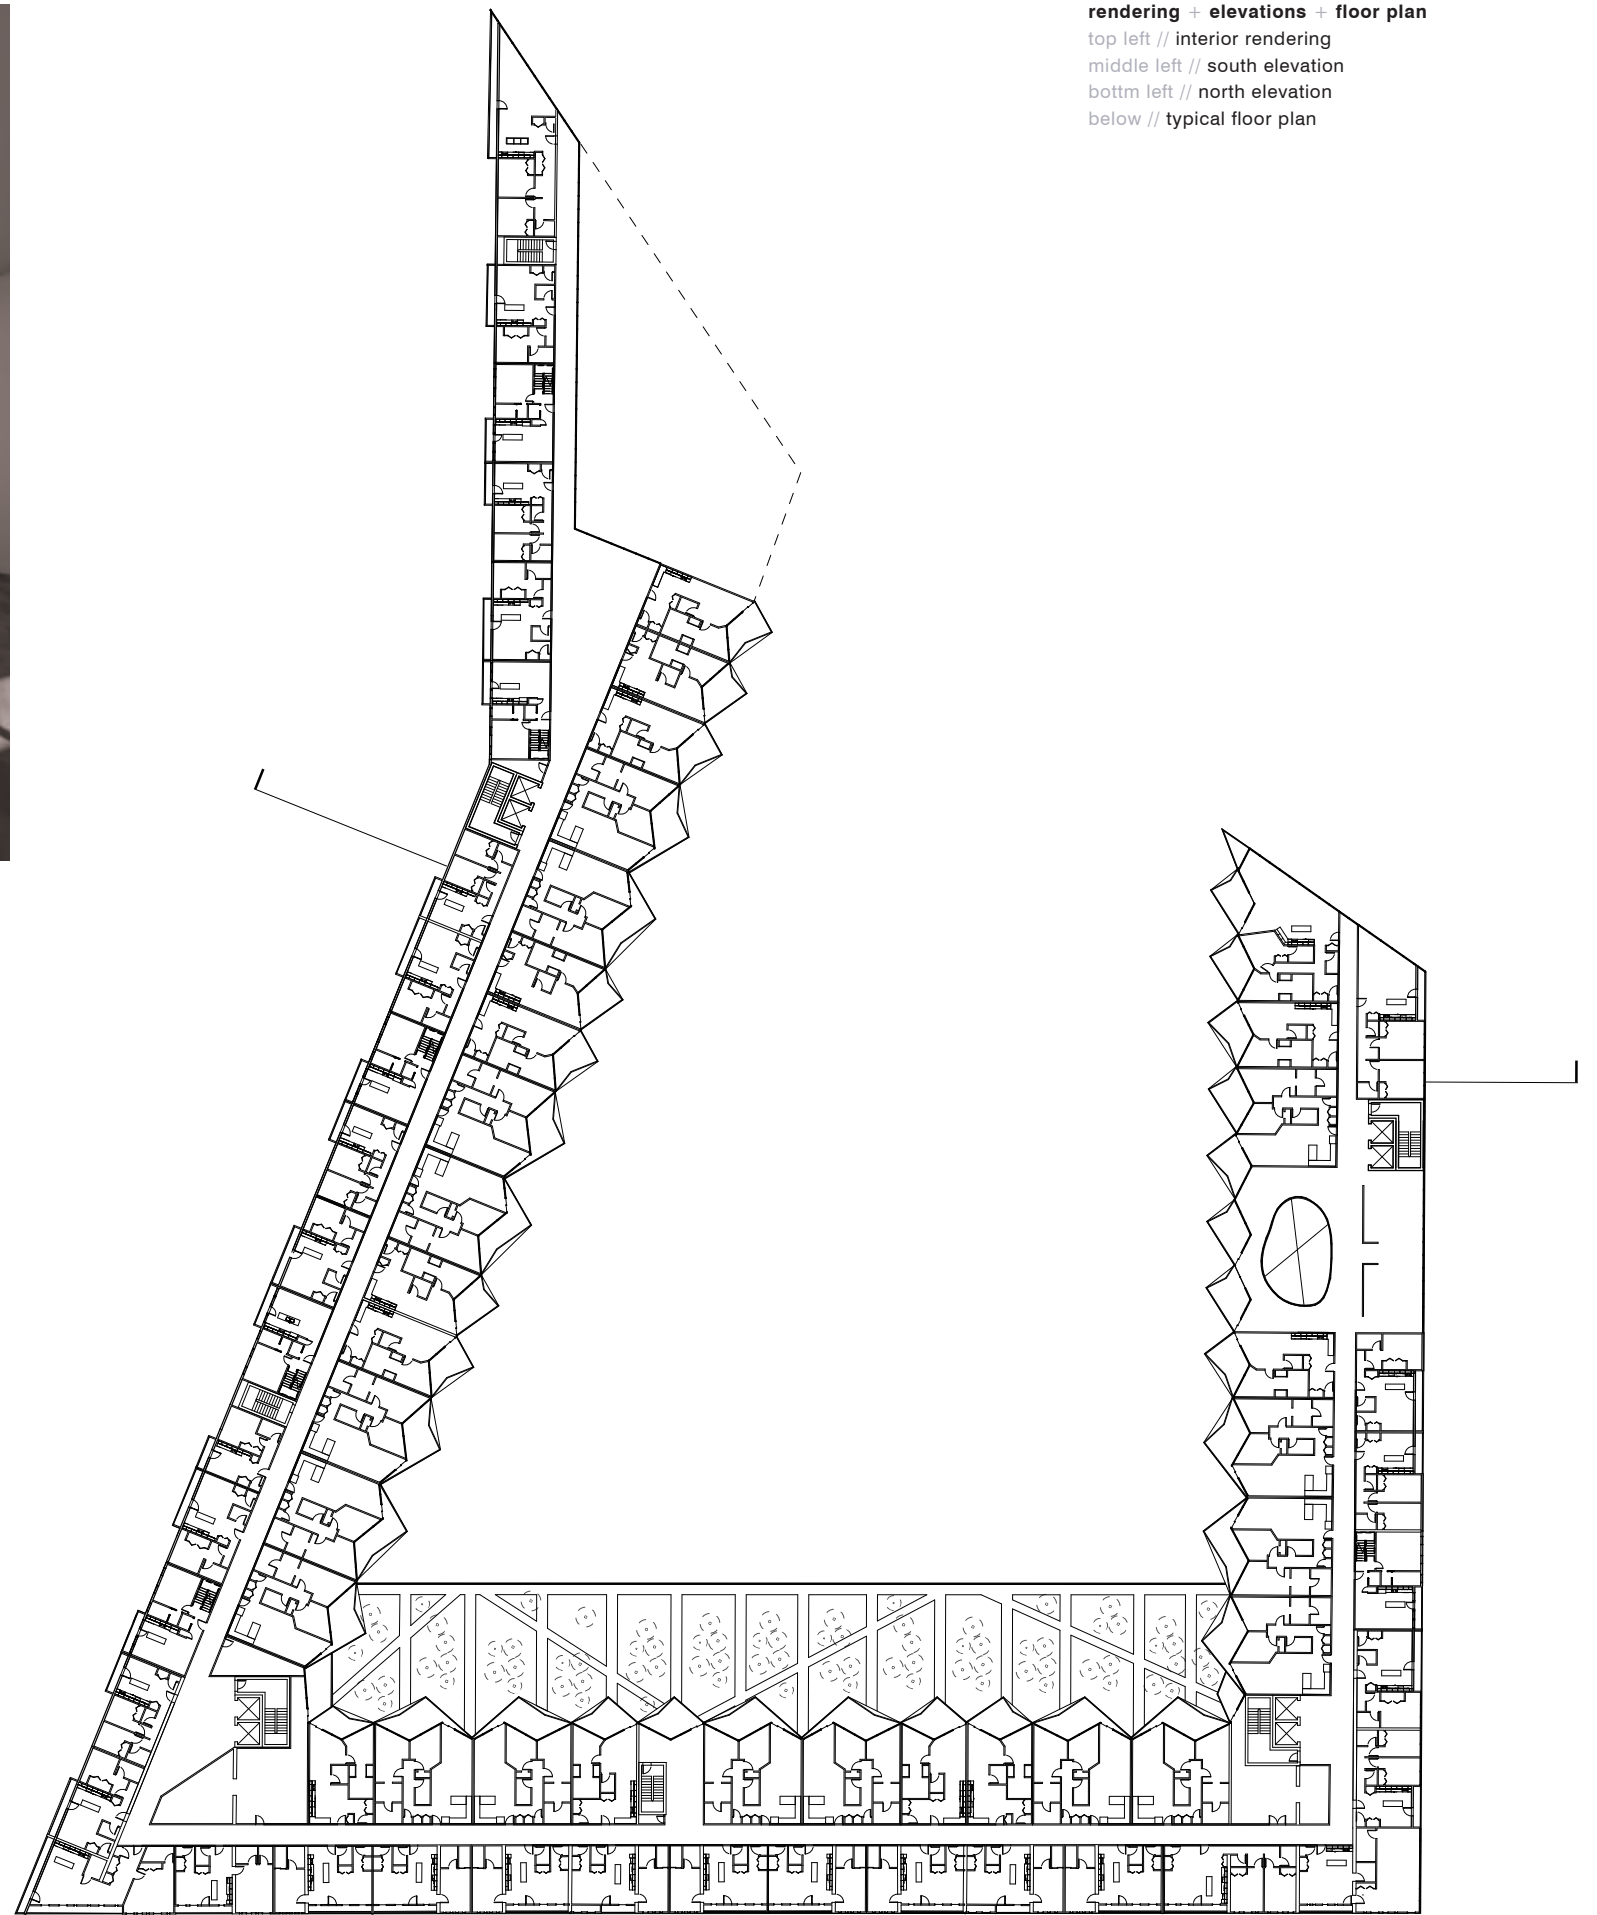 rendering + elevations + floor plan
top left // interior rendering
middle left // south elevation
bottm left // north elevation
below // typical floor plan